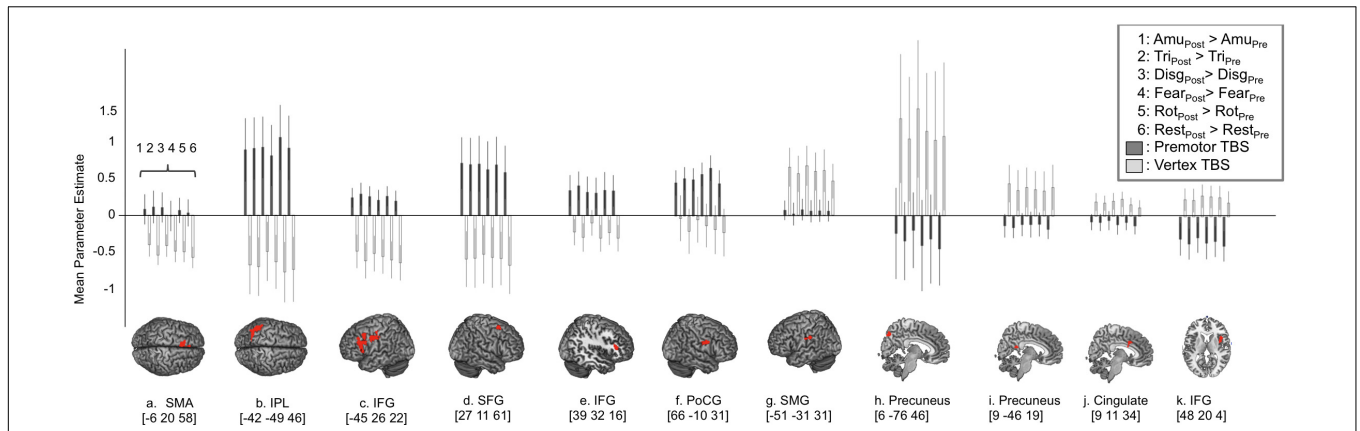 1: Amu_Post > Amu_Pre
2: Tri_Post > Tri_Pre
3: Disg_Post> Disg_Pre
4: Fear_Post> Fear_Pre
5: Rot_Post > Rot_Pre
6: Rest_Post > Rest_Pre
: Premotor TBS
: Vertex TBS
Mean Parameter Estimate
1.5
1
0.5
0
-0.5
-1
1 2 3 4 5 6
a. SMA
[-6 20 58]
b. IPL
[-42 -49 46]
c. IFG
[-45 26 22]
d. SFG
[27 11 61]
e. IFG
[39 32 16]
f. PoCG
[66 -10 31]
g. SMG
[-51 -31 31]
h. Precuneus
[6 -76 46]
i. Precuneus
[9 -46 19]
j. Cingulate
[9 11 34]
k. IFG
[48 20 4]